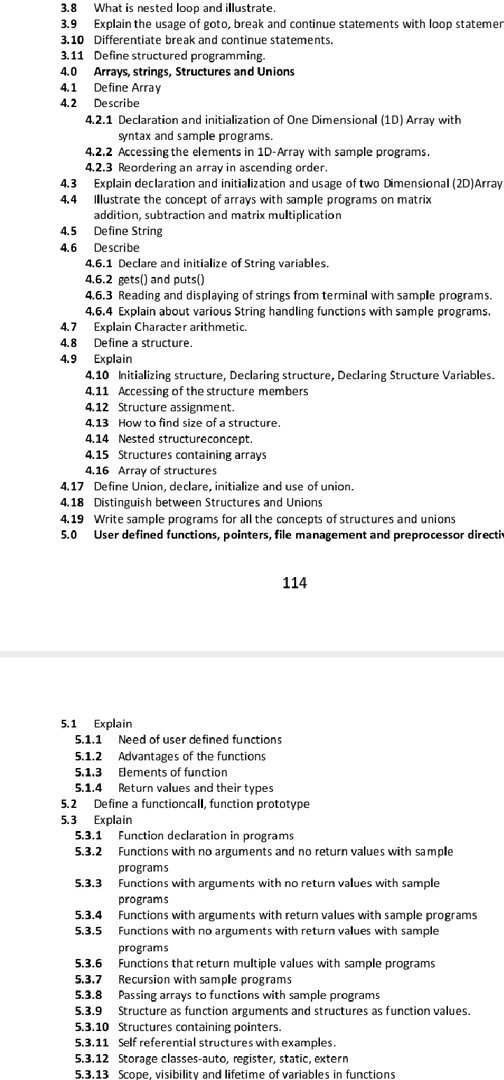 3.8 What is nested loop and illustrate.
3.9 Explain the usage of goto, break and continue statements with loop
3.10 Differentiate break and continue statements.
3.11 Define structured programming.
4.0 Arrays, strings, Structures and Unions
4.1 Define Array
4.2 Describe
4.2.1 Declaration and initialization of One Dimensional (1D) Array with
syntax and sample programs.
4.2.2 Accessing the elements in 1D-Array with sample programs.
4.2.3 Reordering an array in ascending order.
4.3 Explain declaration and initialization and usage of two Dimensional (2D)Array
4.4 Illustrate the concept of arrays with sample programs on matrix
addition, subtraction and matrix multiplication
4.5 Define String
4.6 Describe
4.6.1 Declare and initialize of String variables.
4.6.2 gets() and puts()
4.6.3 Reading and displaying of strings from terminal with sample programs.
4.6.4 Explain about various String handling functions with sample programs.
4.7 Explain Character arithmetic.
4.8 Define a structure.
4.9 Explain
4.10 Initializing structure, Declaring structure, Declaring Structure Variables.
4.11 Accessing of the structure members
4.12 Structure assignment.
4.13 How to find size of a structure.
4.14 Nested structureconcept.
4.15 Structures containing arrays
4.16 Array of structures
4.17 Define Union, declare, initialize and use of union.
4.18 Distinguish between Structures and Unions
4.19 Write sample programs for all the concepts of structures and unions
5.0 User defined functions, pointers, file management and preprocessor
114
5.1 Explain
5.1.1 Need of user defined functions
5.1.2 Advantages of the functions
5.1.3 Elements of function
5.1.4 Return values and their types
5.2 Define a functioncall, function prototype
5.3 Explain
5.3.1 Function declaration in programs
5.3.2 Functions with no arguments and no return values with sample
programs
5.3.3 Functions with arguments with no return values with sample
programs
5.3.4 Functions with arguments with return values with sample programs
5.3.5 Functions with no arguments with return values with sample
programs
5.3.6 Functions that return multiple values with sample programs
5.3.7 Recursion with sample programs
5.3.8 Passing arrays to functions with sample programs
5.3.9 Structure as function arguments and structures as function values.
5.3.10 Structures containing pointers.
5.3.11 Self referential structures with examples.
5.3.12 Storage classes-auto, register, static, extern
5.3.13 Scope, visibility and lifetime of variables in functions